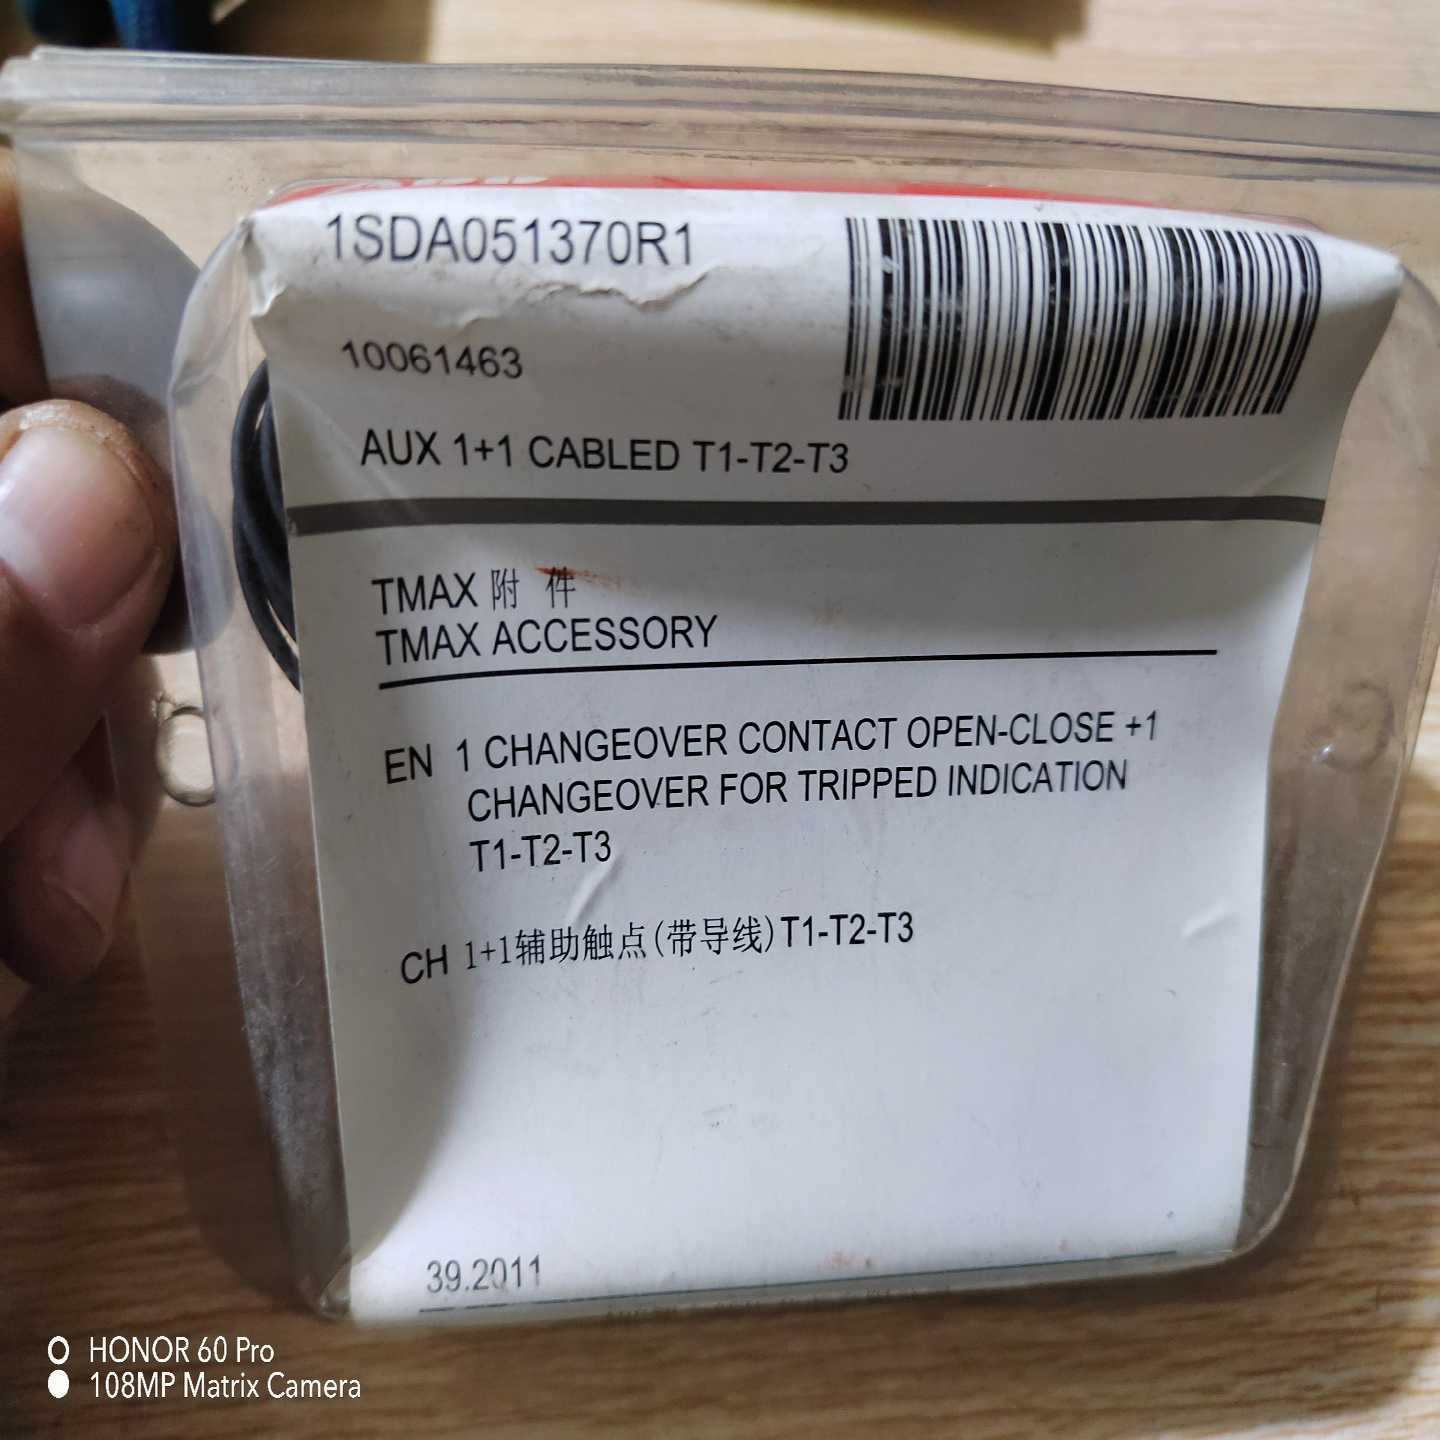 1SDA051370R1
10061463
AUX 1+1 CABLED T1-T2-T3
TMAX 附 件
TMAX ACCESSORY
EN 1 CHANGEOVER CONTACT OPEN-CLOSE +1
CHANGEOVER FOR TRIPPED INDICATION
T1-T2-T3
CH 1+1辅助触点(带导线)T1-T2-T3
39.2011
HONOR 60 Pro
108MP Matrix Camera